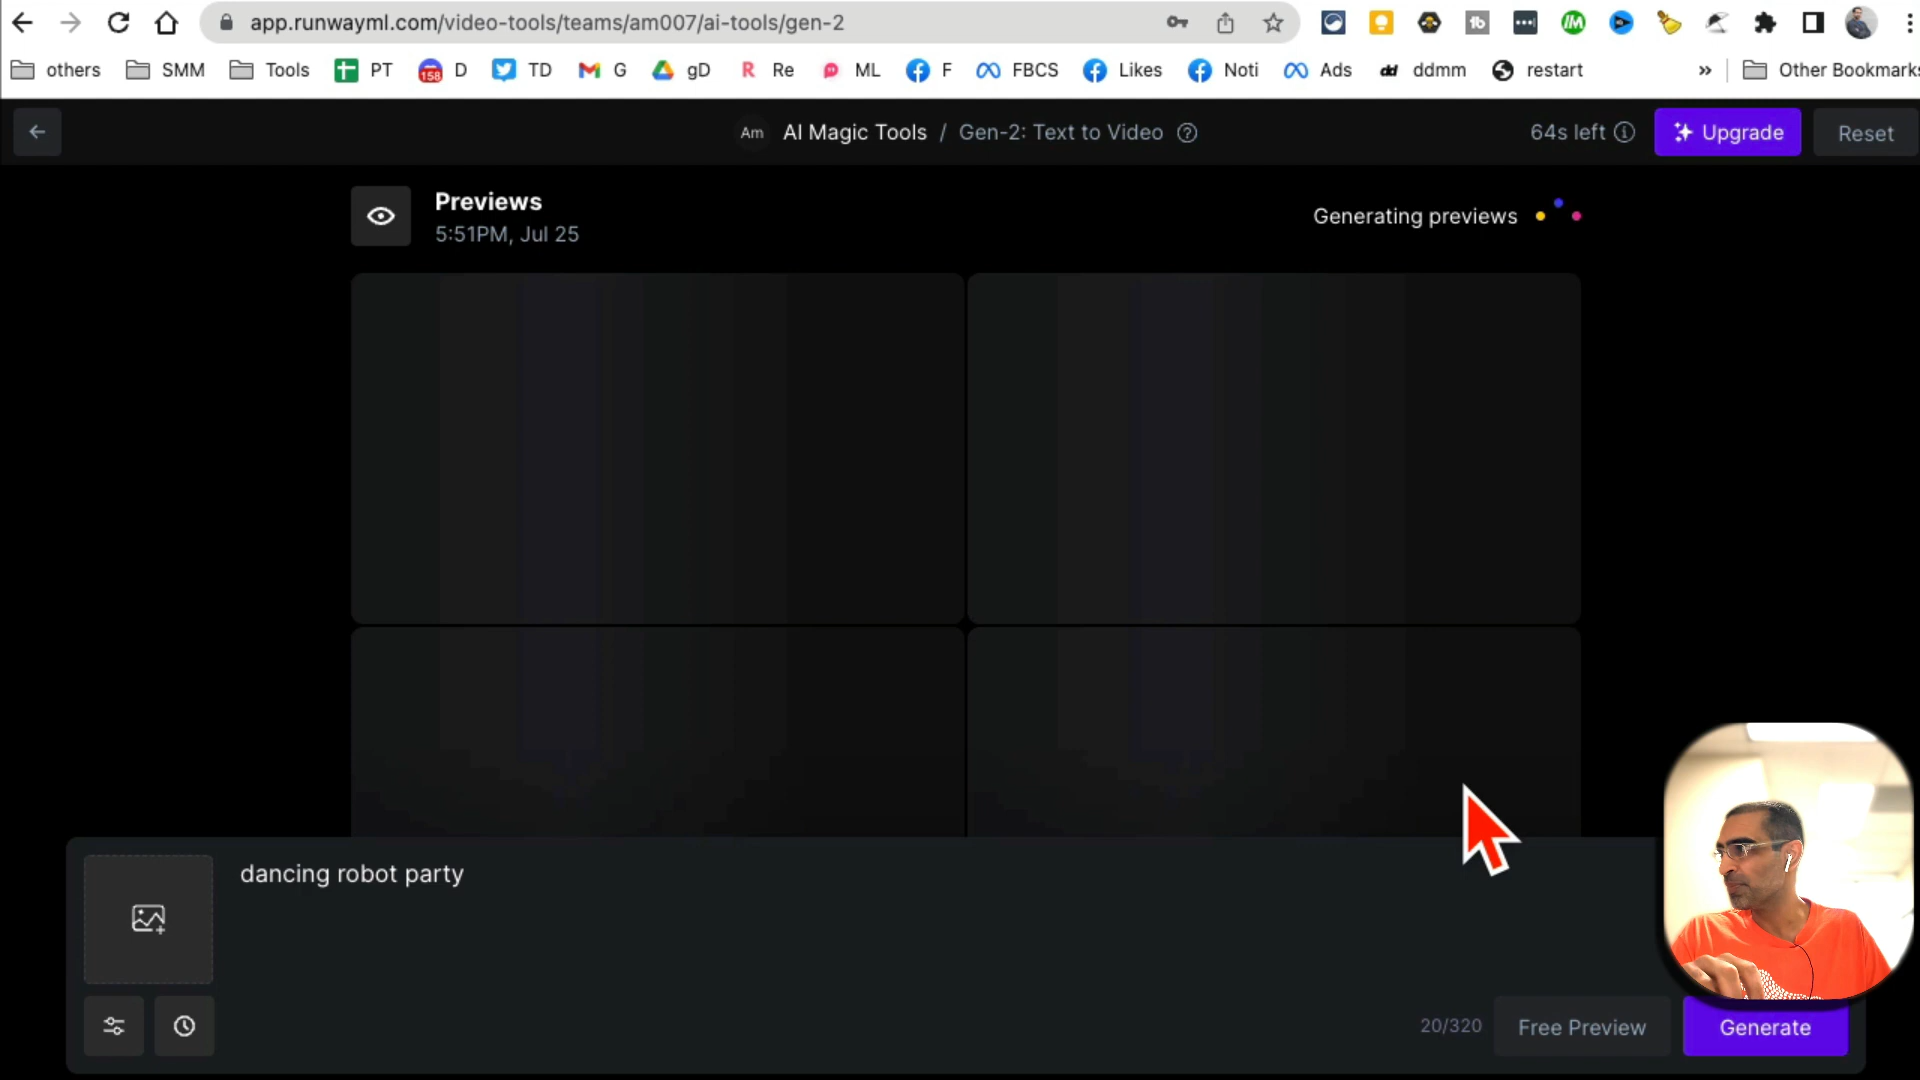 app.runwayml.com/video-tools/teams/am007/ai-tools/gen-2
others SMM Tools PT 158 D TD G gD Re ML F FBCS Likes Noti Ads dd ddmm restart » Other Bookmarks
Am AI Magic Tools / Gen-2: Text to Video 64s left Upgrade Reset
Previews
5:51PM, Jul 25
Generating previews
dancing robot party
20/320 Free Preview Generate